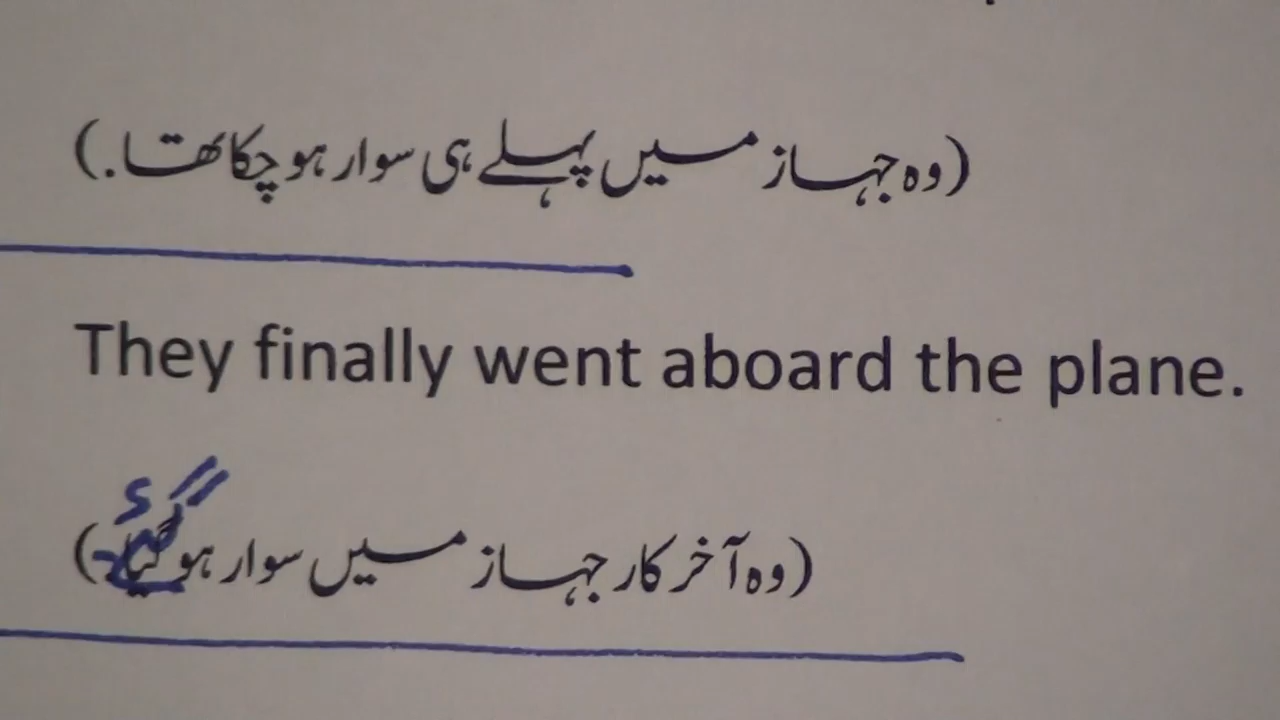 (وہ جہاز میں پہلے ہی سوار ہو چکا تھا.)
They finally went aboard the plane.
(وہ آخر کار جہاز میں سوار ہو گئے۔)